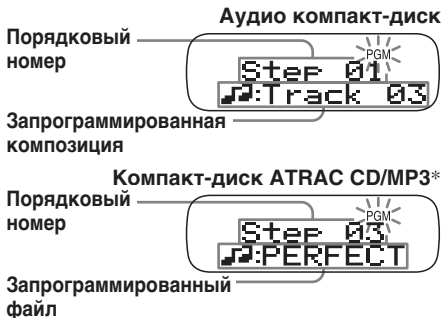 Аудио компакт-диск
Порядковый
номер
PGM
Step 01
♫:Track 03
Запрограммированная
композиция
Компакт-диск ATRAC CD/MP3*
Порядковый
номер
PGM
Step 03
♫:PERFECT
Запрограммированный
файл